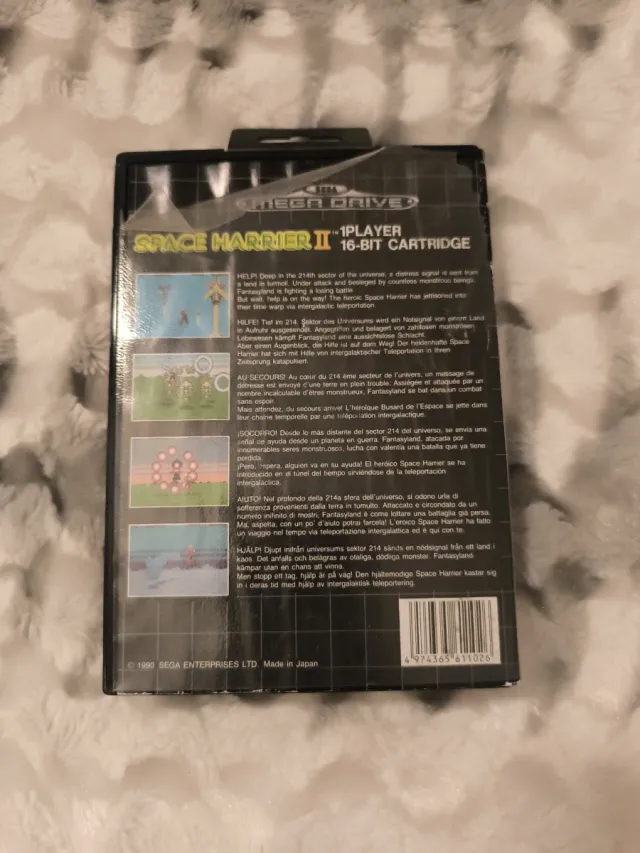 SEGA
MEGA DRIVE
SPACE HARRIER II™ 1PLAYER
16-BIT CARTRIDGE
HELP! Deep in the 214th sector of the universe, a distress signal is sent from
a land in turmoil. Under attack and besieged by countless monstrous beings,
Fantasyland is fighting a losing battle.
But wait, help is on the way! The heroic Space Harrier has jettisoned into
their time warp via intergalactic teleportation.
HILFE! Tief im 214. Sektor des Universums wird ein Notsignal von einem Land
in Aufruhr ausgesendet. Angegriffen und belagert von zahllosen monströsen
Lebewesen kämpft Fantasyland eine aussichtslose Schlacht.
Aber einen Augenblick, die Hilfe ist auf dem Weg! Der heldenhafte Space
Harrier hat sich mit Hilfe von intergalaktischer Teleportation in ihren
Zeitsprung katapuliert.
AU SECOURS! Au cœur du 214 ème secteur de l'univers, un message de
détresse est envoyé d'une terre en plein trouble. Assiégée et attaquée par un
nombre incalculable d'êtres monstrueux, Fantasyland se bat dans un combat
sans espoir.
Mais attendez, du secours arrive! L'héroïque Busard de l'Espace se jette dans
leur chaîne temporelle par une téléportation intergalactique.
¡SOCORRO! Desde lo más distante del sector 214 del universo, se envía una
señal de ayuda desde un planeta en guerra. Fantasyland, atacada por
innumerables seres monstruosos, lucha con valentía una batalla que ya tiene
perdida.
¡Pero, espera, alguien va en su ayuda! El heróico Space Harrier se ha
introducido en el túnel del tiempo sirviéndose de la teleportación
intergaláctica.
AIUTO! Nel profondo della 214a sfera dell'universo, si odono urla di
sofferenza provenienti dalla terra in tumulto. Attaccato e circondato da un
numero infinito di mostri, Fantasyland è come lottare una battaglia già persa.
Ma, aspetta, con un po' d'aiuto potrai farcela! L'eroico Space Harrier ha fatto
un viaggio nel tempo via teleportazione intergalattica ed è qui con te.
HJÄLP! Djupt inifrån universums sektor 214 sänds en nödsignal från ett land i
kaos. Det anfalls och belägras av otaliga, dödliga monster. Fantasyland
kämpar utan en chans att vinna.
Men stopp ett tag, hjälp är på väg! Den hjältemodige Space Harrier kastar sig
in i deras tid med hjälp av intergalaktisk teleportering.
© 1990 SEGA ENTERPRISES LTD. Made in Japan
4 974365 611026